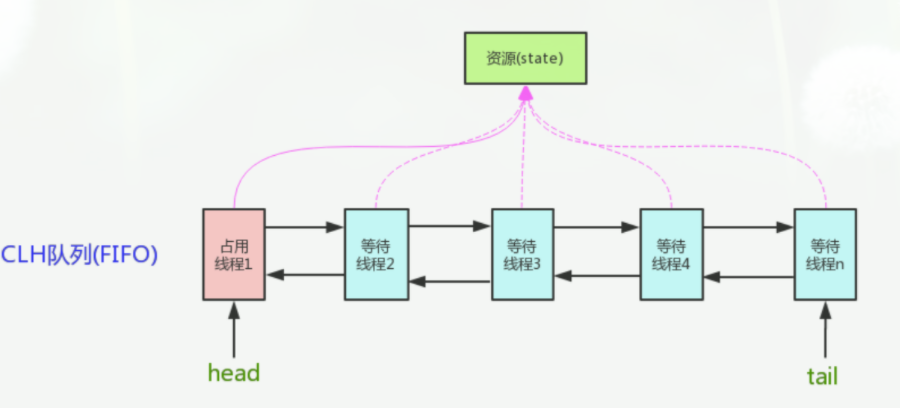 资源(state)
CLH队列(FIFO)
占用
线程1
等待
线程2
等待
线程3
等待
线程4
等待
线程n
head
tail